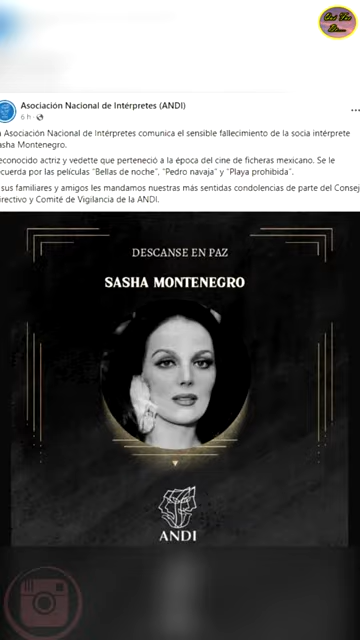 Asociación Nacional de Intérpretes (ANDI)
6 h
a Asociación Nacional de Intérpretes comunica el sensible fallecimiento de la socia intérprete
asha Montenegro.
econocido actriz y vedette que perteneció a la época del cine de ficheras mexicano. Se le
ecuerda por las películas "Bellas de noche", "Pedro navaja" y "Playa prohibida".
sus familiares y amigos les mandamos nuestras más sentidas condolencias de parte del Consej
irectivo y Comité de Vigilancia de la ANDI.
DESCANSE EN PAZ
SASHA MONTENEGRO
ANDI